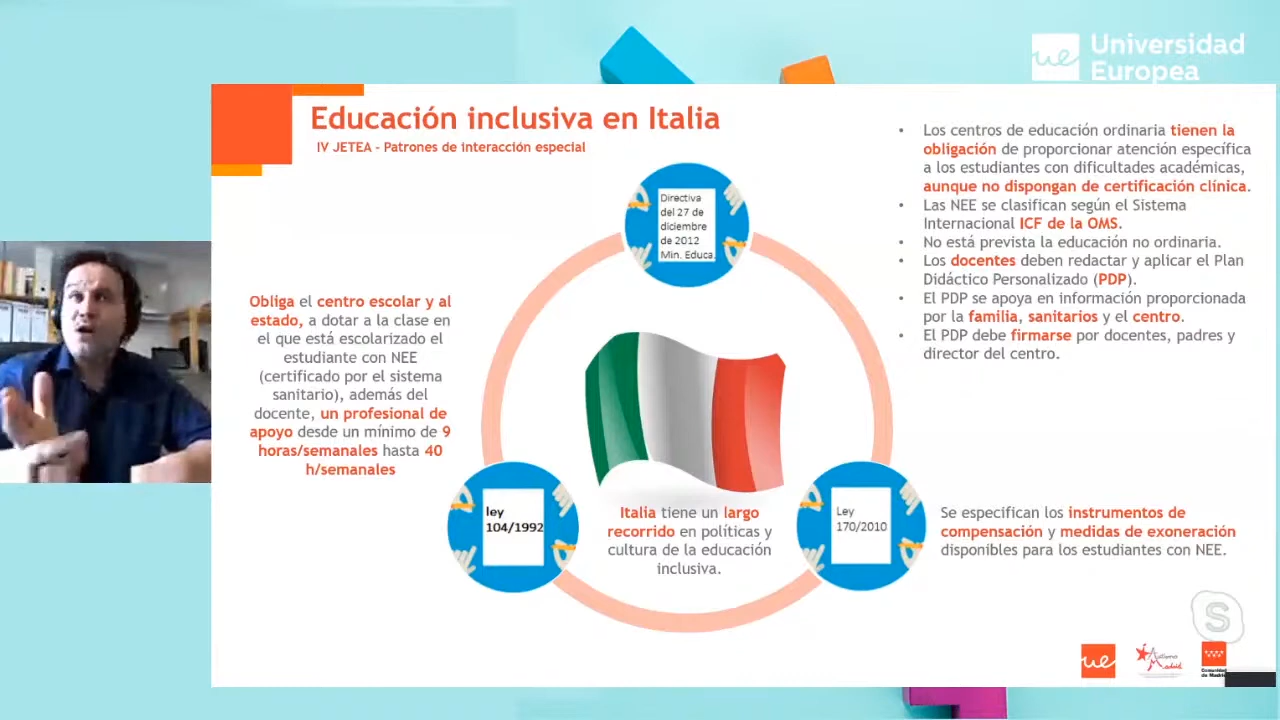 Universidad
Europea
Educación inclusiva en Italia
IV JETEA - Patrones de interacción especial
Directiva
del 27 de
diciembre
de 2012
Min. Educa.
• Los centros de educación ordinaria tienen la
obligación de proporcionar atención específica
a los estudiantes con dificultades académicas,
aunque no dispongan de certificación clínica.
• Las NEE se clasifican según el Sistema
Internacional ICF de la OMS.
• No está prevista la educación no ordinaria.
• Los docentes deben redactar y aplicar el Plan
Didáctico Personalizado (PDP).
• El PDP se apoya en información proporcionada
por la familia, sanitarios y el centro.
• El PDP debe firmarse por docentes, padres y
director del centro.
Obliga el centro escolar y al
estado, a dotar a la clase en
el que está escolarizado el
estudiante con NEE
(certificado por el sistema
sanitario), además del
docente, un profesional de
apoyo desde un mínimo de 9
horas/semanales hasta 40
h/semanales
ley
104/1992
Italia tiene un largo
recorrido en políticas y
cultura de la educación
inclusiva.
Ley
170/2010
Se especifican los instrumentos de
compensación y medidas de exoneración
disponibles para los estudiantes con NEE.
S
ue
Autismo
Madrid
Comunidad
de Madrid